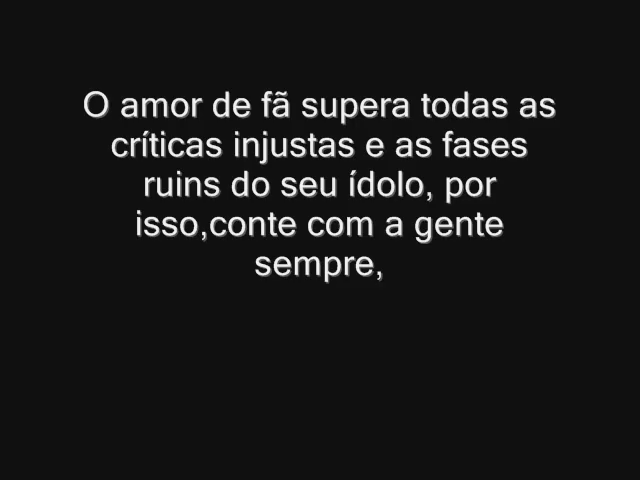 O amor de fã supera todas as
críticas injustas e as fases
ruins do seu ídolo, por
isso,conte com a gente
sempre,